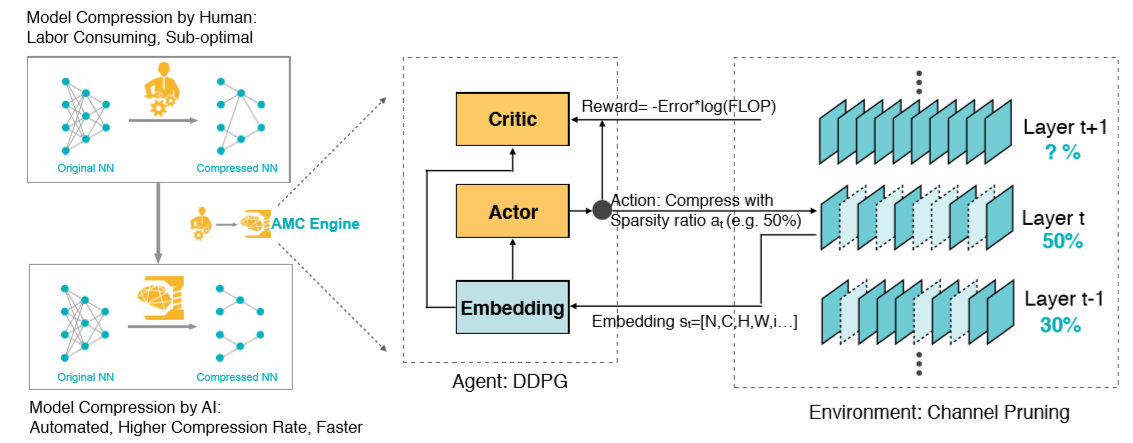 Model Compression by Human:
Labor Consuming, Sub-optimal
Original NN
Compressed NN
AMC Engine
Original NN
Compressed NN
Model Compression by AI:
Automated, Higher Compression Rate, Faster
Critic
Actor
Embedding
Agent: DDPG
Reward= -Error*log(FLOP)
Action: Compress with
Sparsity ratio aₜ (e.g. 50%)
Embedding sₜ=[N,C,H,W,i…]
Layer t+1
? %
Layer t
50%
Layer t-1
30%
Environment: Channel Pruning